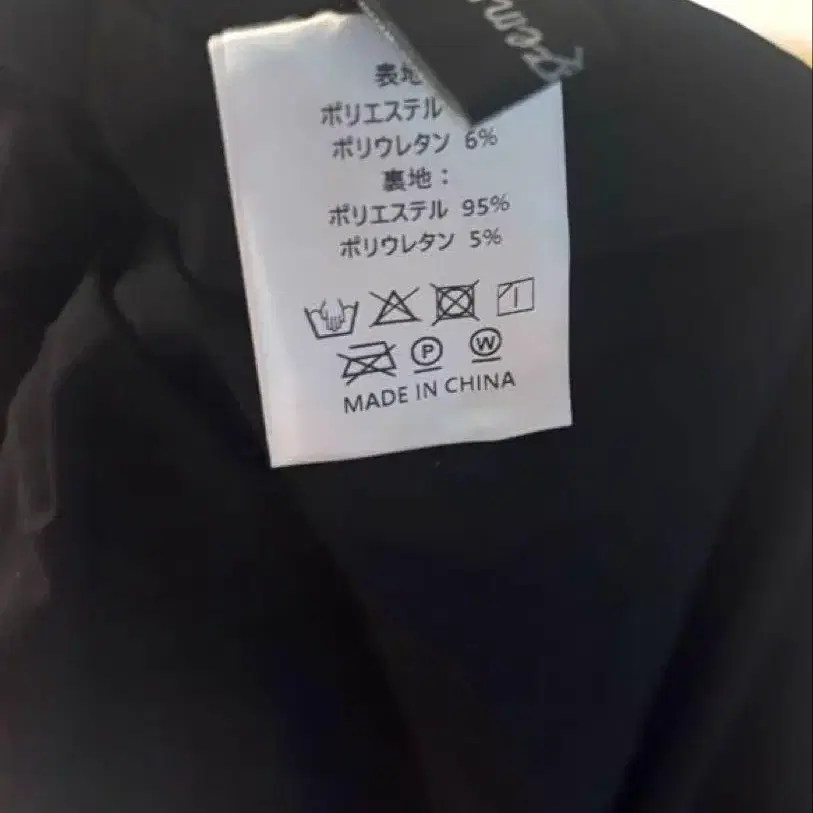 表地
ポリエステル
ポリウレタン 6%
裏地：
ポリエステル 95%
ポリウレタン 5%
P W
MADE IN CHINA